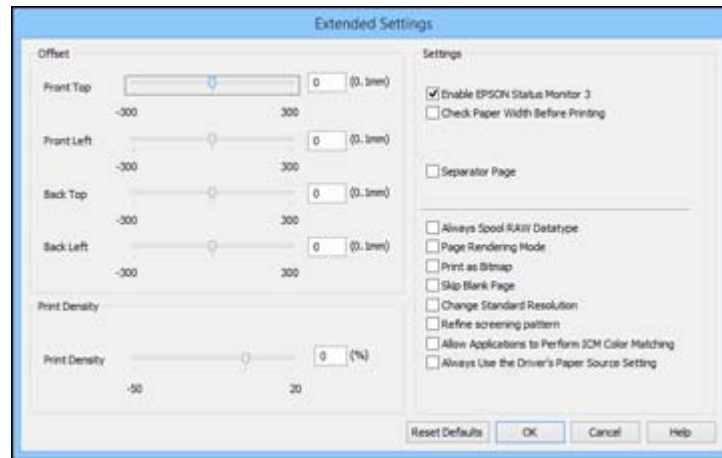 Extended Settings
Offset
Front Top
0 (0.1mm)
-300 300
Front Left
0 (0.1mm)
-300 300
Back Top
0 (0.1mm)
-300 300
Back Left
0 (0.1mm)
-300 300
Print Density
Print Density
0 (%)
-50 20
Settings
Enable EPSON Status Monitor 3
Check Paper Width Before Printing
Separator Page
Always Spool RAW Datatype
Page Rendering Mode
Print as Bitmap
Skip Blank Page
Change Standard Resolution
Refine screening pattern
Allow Applications to Perform ICM Color Matching
Always Use the Driver's Paper Source Setting
Reset Defaults OK Cancel Help